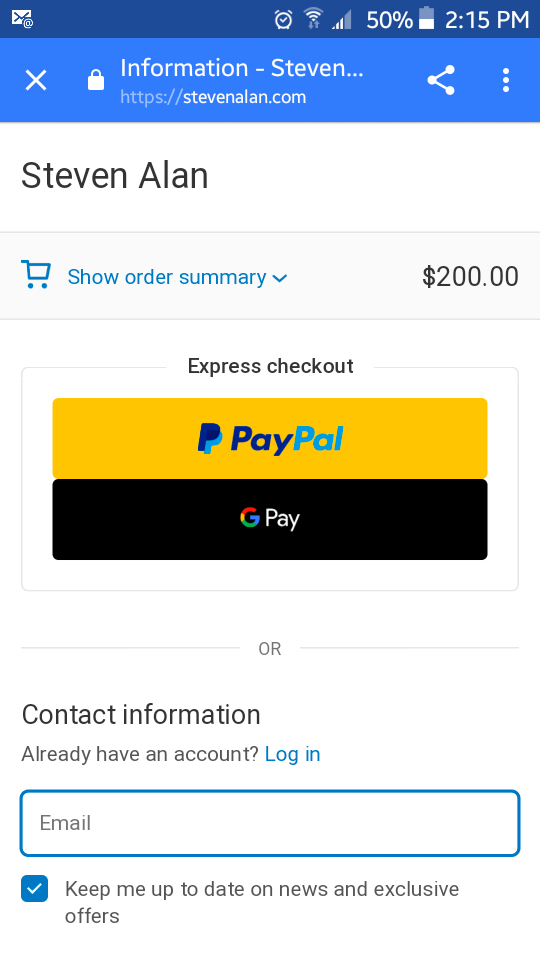 50% 2:15 PM
Information - Steven...
https://stevenalan.com
Steven Alan
Show order summary $200.00
Express checkout
PayPal
G Pay
OR
Contact information
Already have an account? Log in
Email
Keep me up to date on news and exclusive
offers